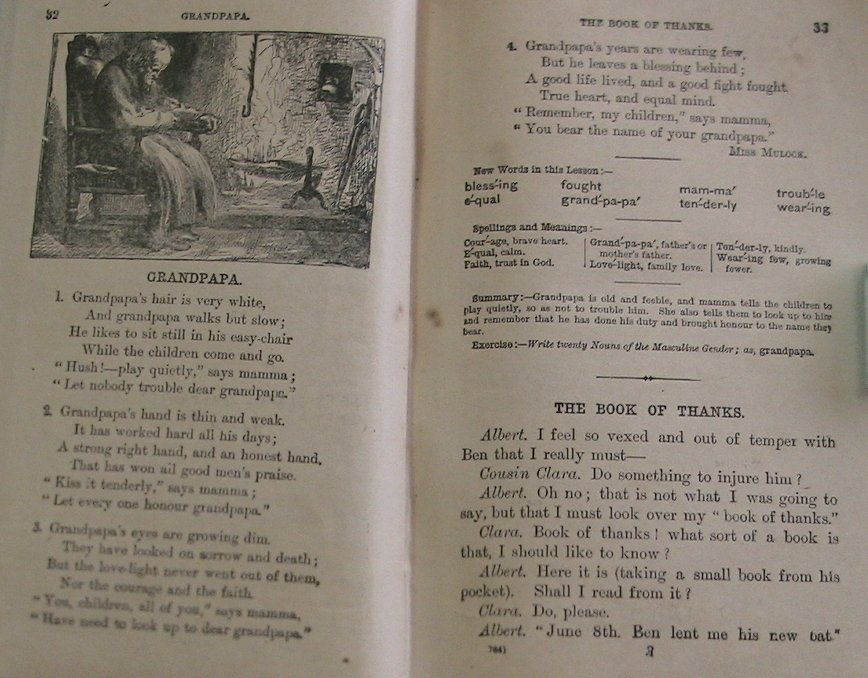 32 GRANDPAPA.
GRANDPAPA.
1. Grandpapa's hair is very white,
And grandpapa walks but slow;
He likes to sit still in his easy-chair
While the children come and go.
"Hush!—play quietly," says mamma;
"Let nobody trouble dear grandpapa."
2. Grandpapa's hand is thin and weak.
It has worked hard all his days;
A strong right hand, and an honest hand,
That has won all good men's praise.
"Kiss it tenderly," says mamma;
"Let every one honour grandpapa."
3. Grandpapa's eyes are growing dim.
They have looked on sorrow and death;
But the love-light never went out of them,
Nor the courage and the faith.
"You, children, all of you," says mamma,
"Have need to look up to dear grandpapa."
THE BOOK OF THANKS. 33
4. Grandpapa's years are wearing few,
But he leaves a blessing behind;
A good life lived, and a good fight fought,
True heart, and equal mind.
"Remember, my children," says mamma,
"You bear the name of your grandpapa."
Miss Mulock.
New Words in this Lesson:—
bless'-ing fought mam-ma' troub'-le
e'-qual grand'-pa-pa' ten'-der-ly wear'-ing
Spellings and Meanings:—
Cour'-age, brave heart. Grand'-pa-pa', father's or Ten'-der-ly, kindly.
E'-qual, calm. mother's father. Wear'-ing few, growing
Faith, trust in God. Love'-light, family love. fewer.
Summary:—Grandpapa is old and feeble, and mamma tells the children to
play quietly, so as not to trouble him. She also tells them to look up to him
and remember that he has done his duty and brought honour to the name they
bear.
Exercise:—Write twenty Nouns of the Masculine Gender; as, grandpapa.
THE BOOK OF THANKS.
Albert. I feel so vexed and out of temper with
Ben that I really must—
Cousin Clara. Do something to injure him?
Albert. Oh no; that is not what I was going to
say, but that I must look over my "book of thanks."
Clara. Book of thanks! what sort of a book is
that, I should like to know?
Albert. Here it is (taking a small book from his
pocket). Shall I read from it?
Clara. Do, please.
Albert. "June 8th. Ben lent me his new bat."
(764) 3